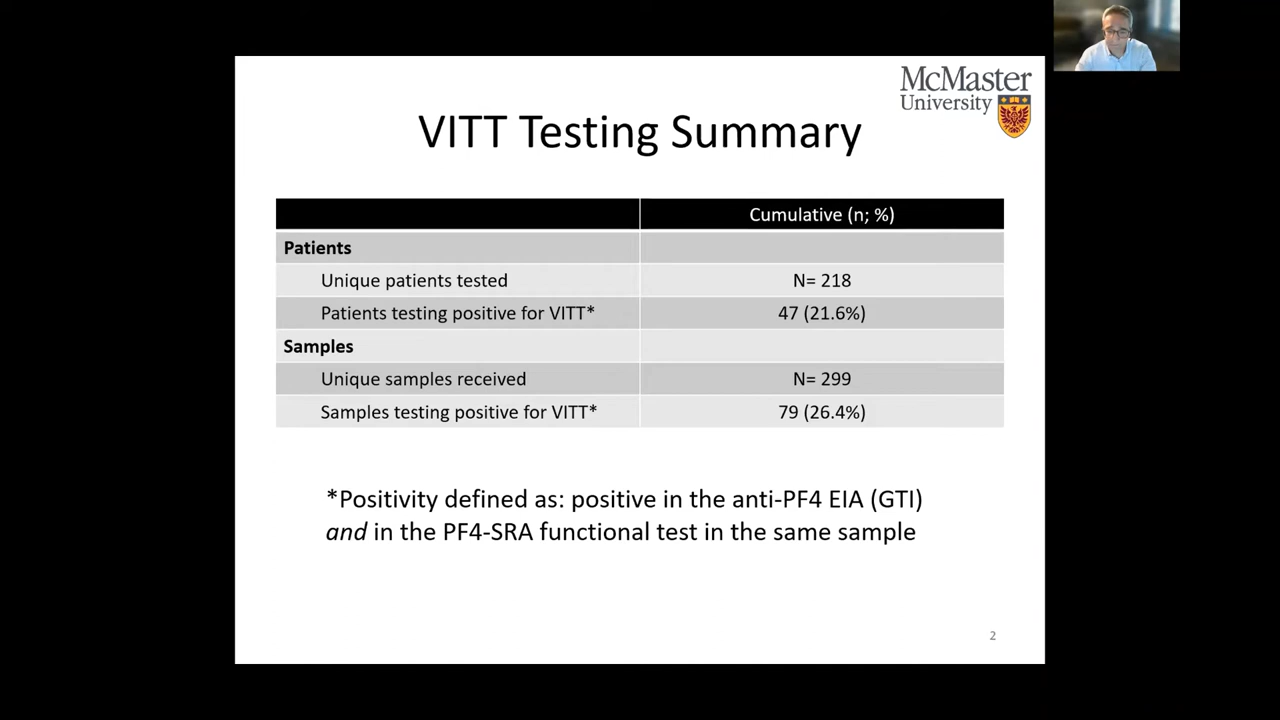 McMaster
University
VITT Testing Summary
Cumulative (n; %)
Patients
Unique patients tested N= 218
Patients testing positive for VITT* 47 (21.6%)
Samples
Unique samples received N= 299
Samples testing positive for VITT* 79 (26.4%)
*Positivity defined as: positive in the anti-PF4 EIA (GTI)
and in the PF4-SRA functional test in the same sample
2